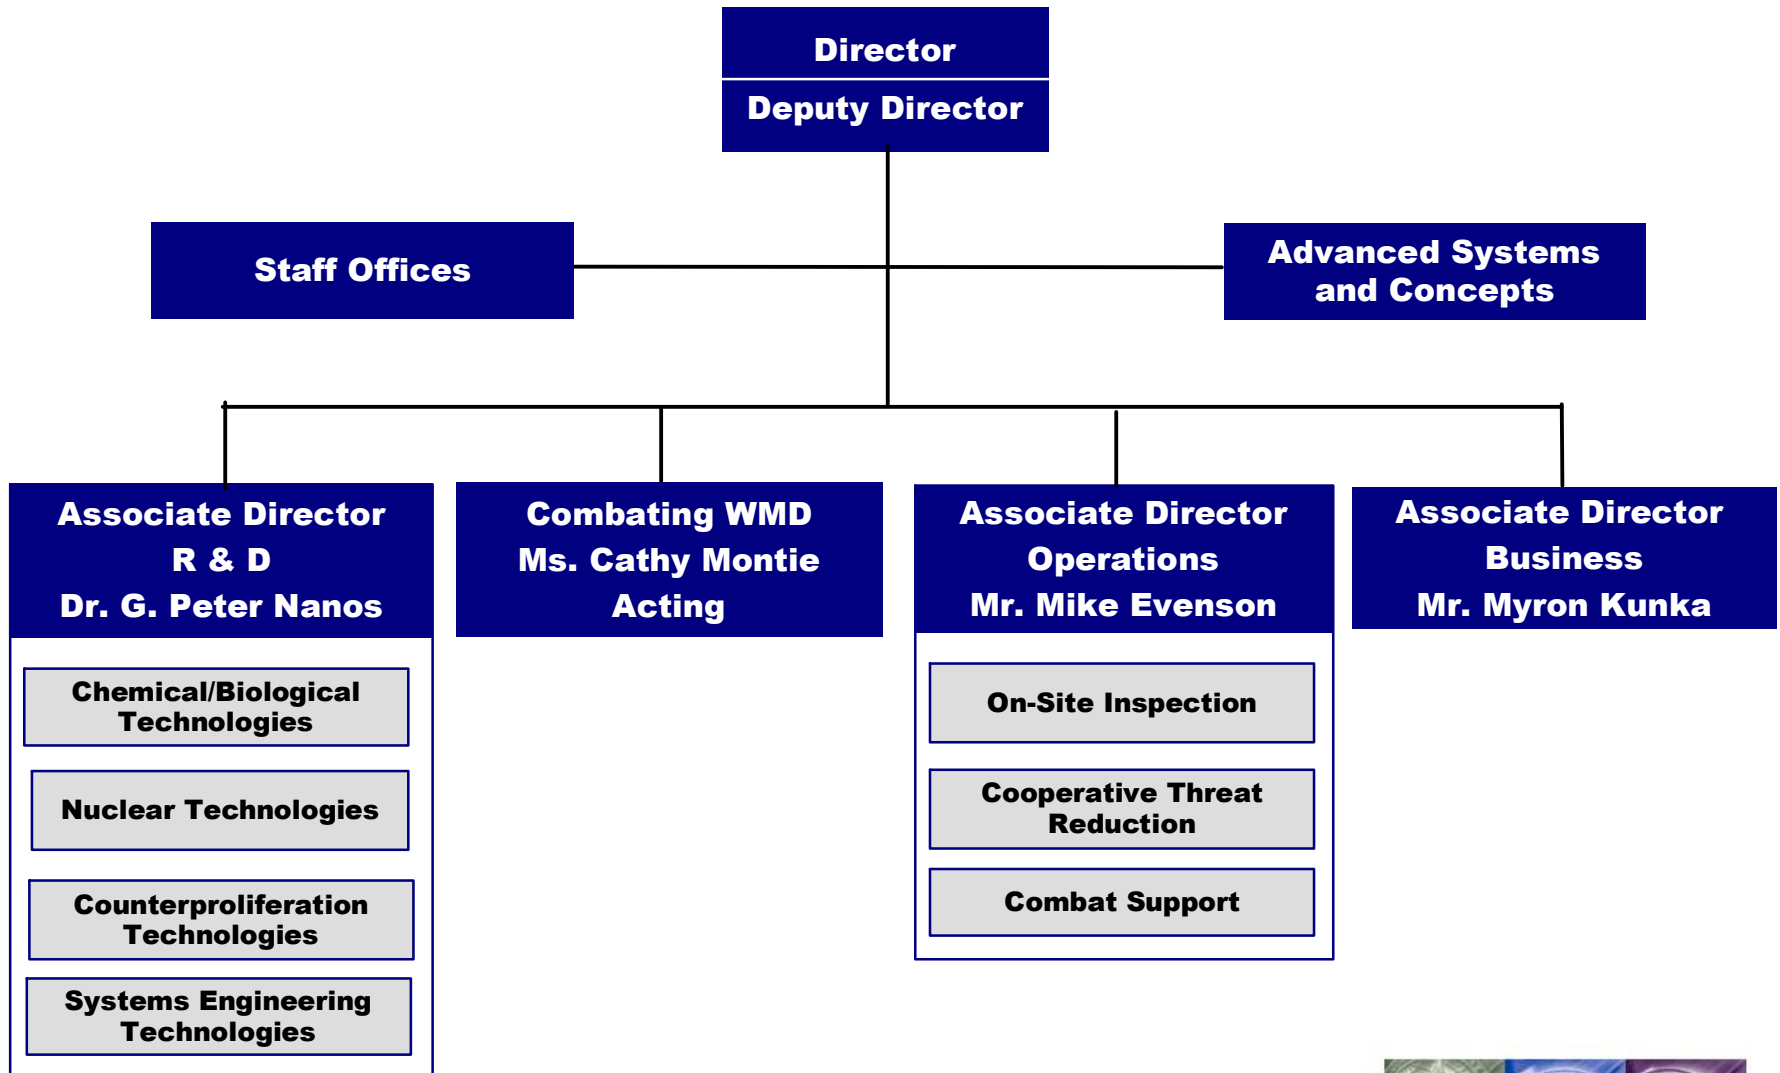 Director
Deputy Director
Staff Offices
Advanced Systems
and Concepts
Associate Director
R & D
Dr. G. Peter Nanos
Combating WMD
Ms. Cathy Montie
Acting
Associate Director
Operations
Mr. Mike Evenson
Associate Director
Business
Mr. Myron Kunka
Chemical/Biological
Technologies
Nuclear Technologies
Counterproliferation
Technologies
Systems Engineering
Technologies
On-Site Inspection
Cooperative Threat
Reduction
Combat Support